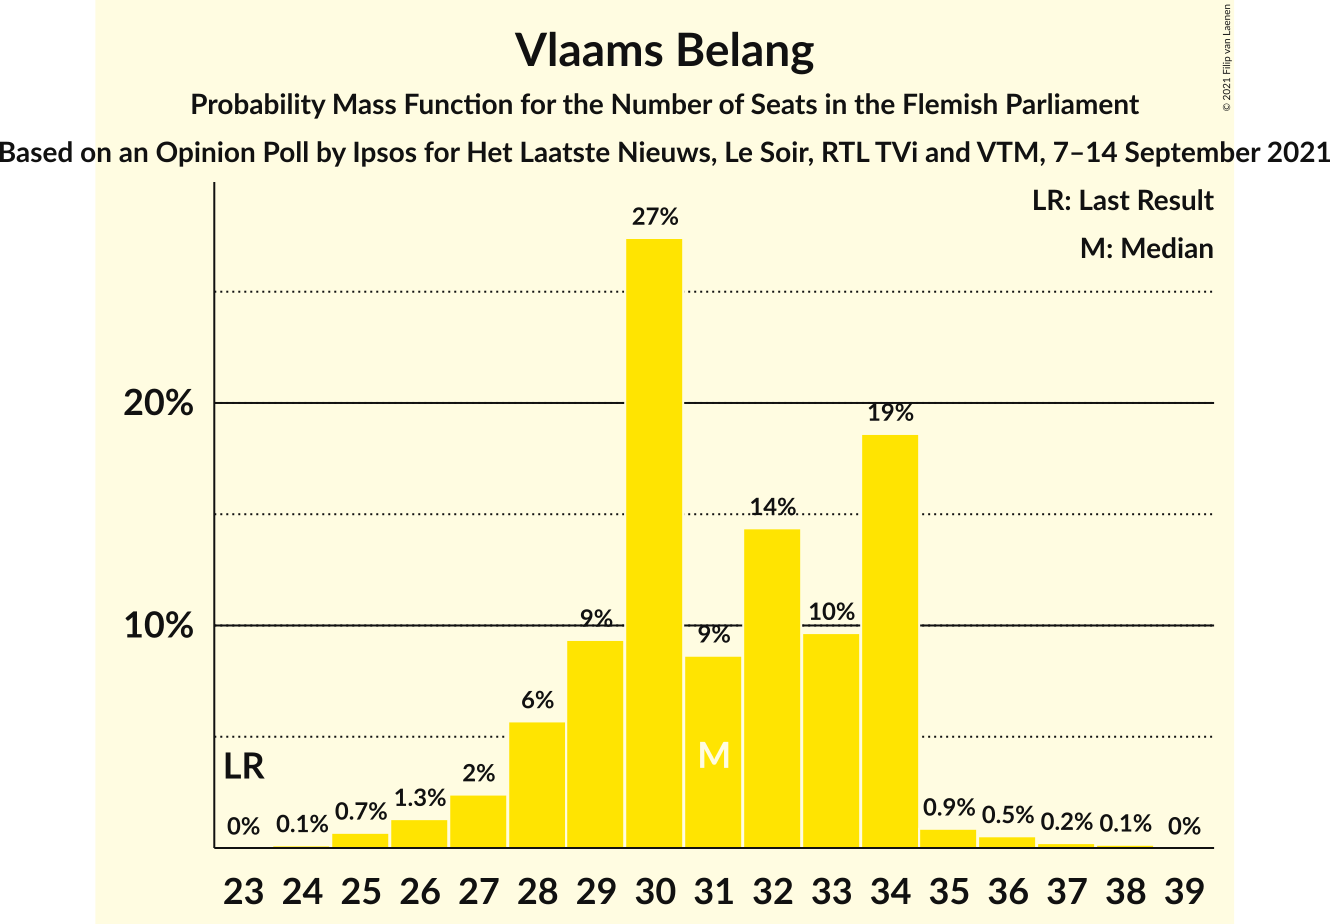 Vlaams Belang
Probability Mass Function for the Number of Seats in the Flemish Parliament
Based on an Opinion Poll by Ipsos for Het Laatste Nieuws, Le Soir, RTL TVi and VTM, 7–14 September 2021
© 2021 Filip van Laenen
LR: Last Result
M: Median
27%
20%
19%
14%
10%
10%
9%
9%
6%
M
LR
2%
1.3%
0.7%
0.9%
0.5%
0.2%
0.1%
0%
0.1%
0%
23 24 25 26 27 28 29 30 31 32 33 34 35 36 37 38 39